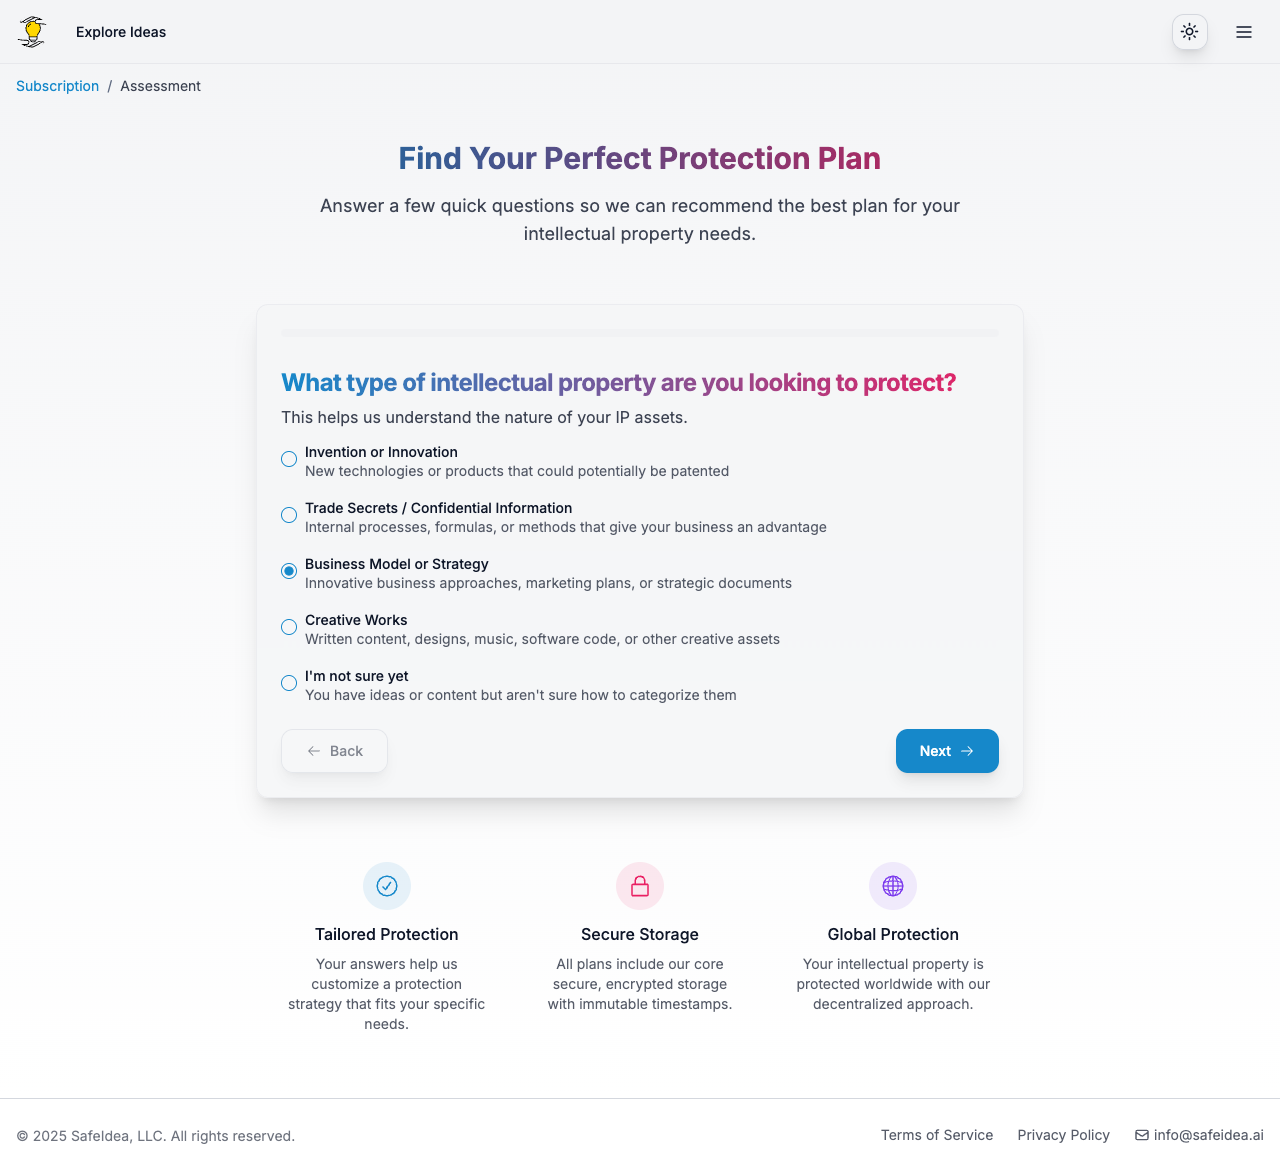 Explore Ideas
Subscription / Assessment
Find Your Perfect Protection Plan
Answer a few quick questions so we can recommend the best plan for your
intellectual property needs.
What type of intellectual property are you looking to protect?
This helps us understand the nature of your IP assets.
Invention or Innovation
New technologies or products that could potentially be patented
Trade Secrets / Confidential Information
Internal processes, formulas, or methods that give your business an advantage
Business Model or Strategy
Innovative business approaches, marketing plans, or strategic documents
Creative Works
Written content, designs, music, software code, or other creative assets
I'm not sure yet
You have ideas or content but aren't sure how to categorize them
Back
Next
Tailored Protection
Your answers help us
customize a protection
strategy that fits your specific
needs.
Secure Storage
All plans include our core
secure, encrypted storage
with immutable timestamps.
Global Protection
Your intellectual property is
protected worldwide with our
decentralized approach.
© 2025 SafeIdea, LLC. All rights reserved.
Terms of Service
Privacy Policy
info@safeidea.ai